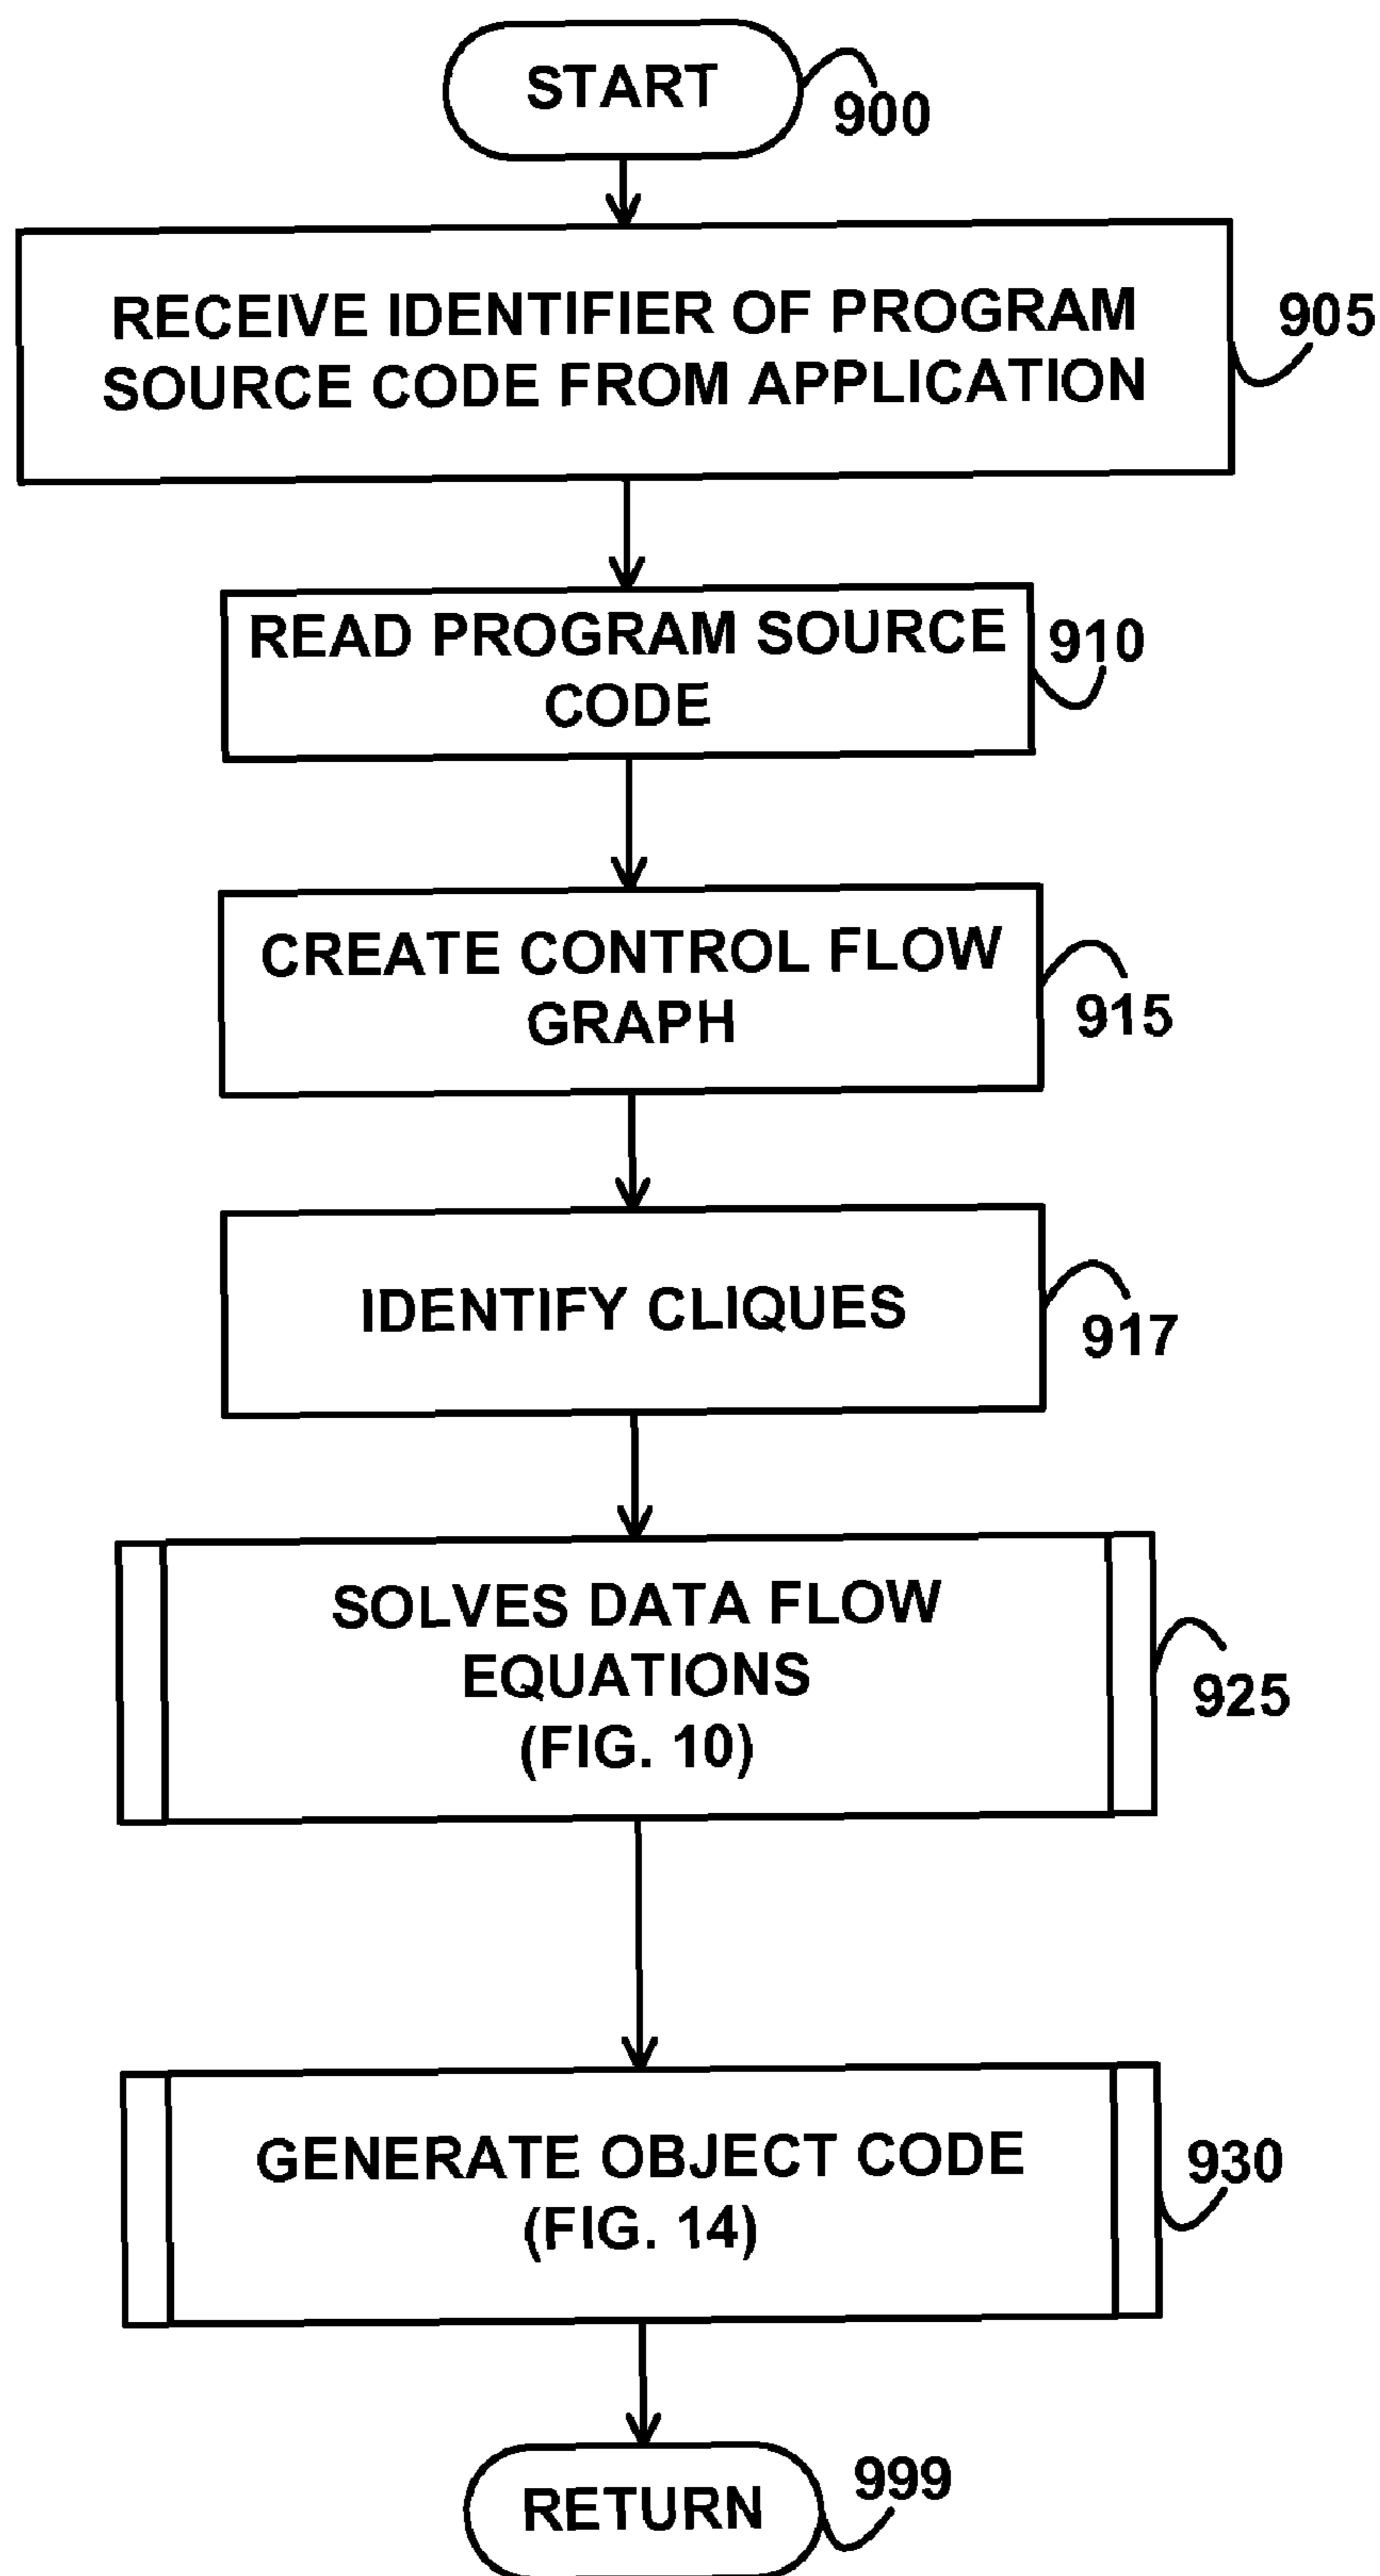 START
900
RECEIVE IDENTIFIER OF PROGRAM
SOURCE CODE FROM APPLICATION
905
READ PROGRAM SOURCE
CODE
910
CREATE CONTROL FLOW
GRAPH
915
IDENTIFY CLIQUES
917
SOLVES DATA FLOW
EQUATIONS
(FIG. 10)
925
GENERATE OBJECT CODE
(FIG. 14)
930
RETURN
999